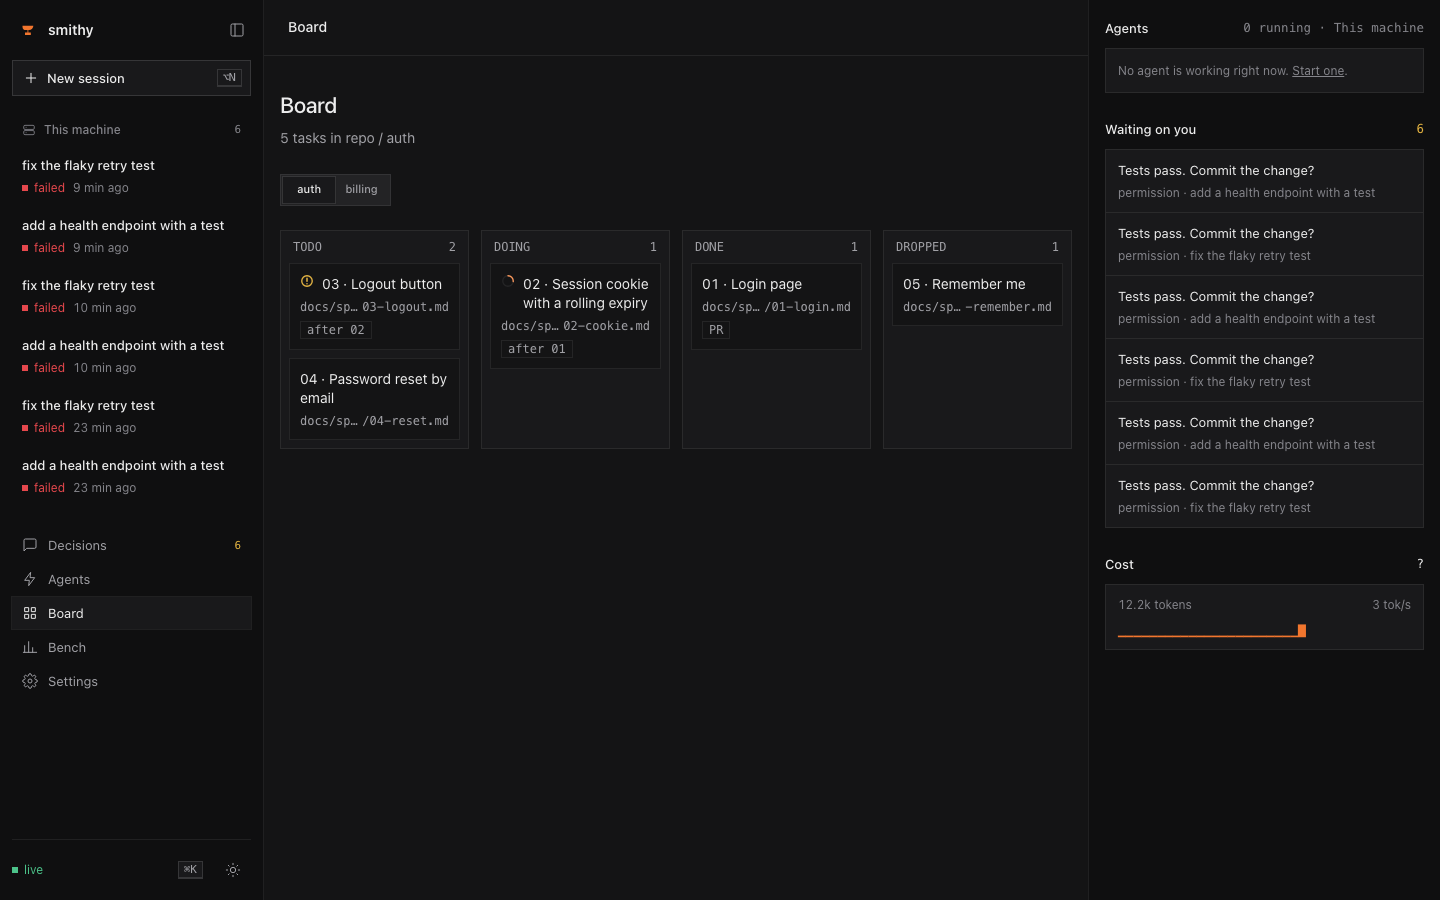 smithy
New session
⌥N
This machine 6
fix the flaky retry test
failed 9 min ago
add a health endpoint with a test
failed 9 min ago
fix the flaky retry test
failed 10 min ago
add a health endpoint with a test
failed 10 min ago
fix the flaky retry test
failed 23 min ago
add a health endpoint with a test
failed 23 min ago
Decisions 6
Agents
Board
Bench
Settings
live
⌘K
Board
Board
5 tasks in repo / auth
auth billing
TODO 2
03 · Logout button
docs/sp… 03-logout.md
after 02
04 · Password reset by
email
docs/sp… /04-reset.md
DOING 1
02 · Session cookie
with a rolling expiry
docs/sp… 02-cookie.md
after 01
DONE 1
01 · Login page
docs/sp… /01-login.md
PR
DROPPED 1
05 · Remember me
docs/sp… -remember.md
Agents 0 running · This machine
No agent is working right now. Start one.
Waiting on you 6
Tests pass. Commit the change?
permission · add a health endpoint with a test
Tests pass. Commit the change?
permission · fix the flaky retry test
Tests pass. Commit the change?
permission · add a health endpoint with a test
Tests pass. Commit the change?
permission · fix the flaky retry test
Tests pass. Commit the change?
permission · add a health endpoint with a test
Tests pass. Commit the change?
permission · fix the flaky retry test
Cost ?
12.2k tokens 3 tok/s